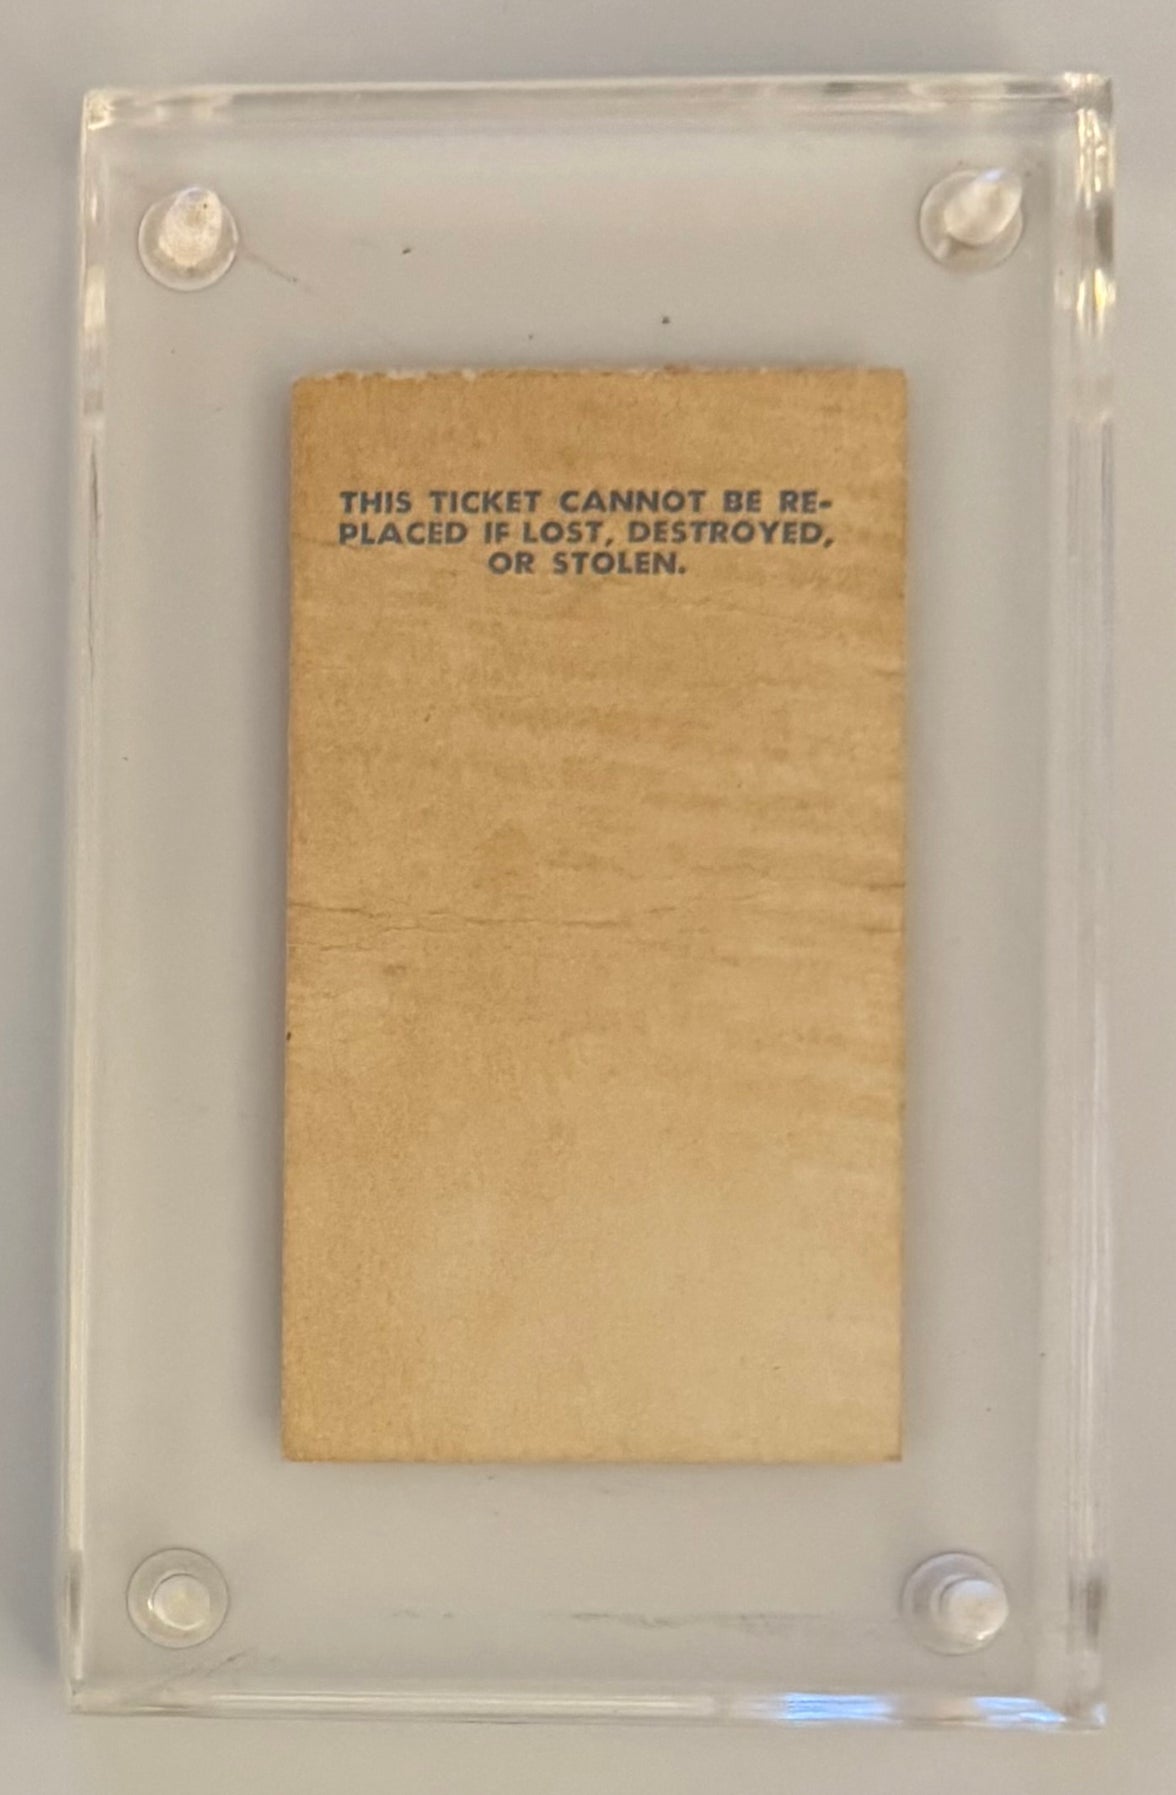 THIS TICKET CANNOT BE RE-
PLACED IF LOST, DESTROYED,
OR STOLEN.